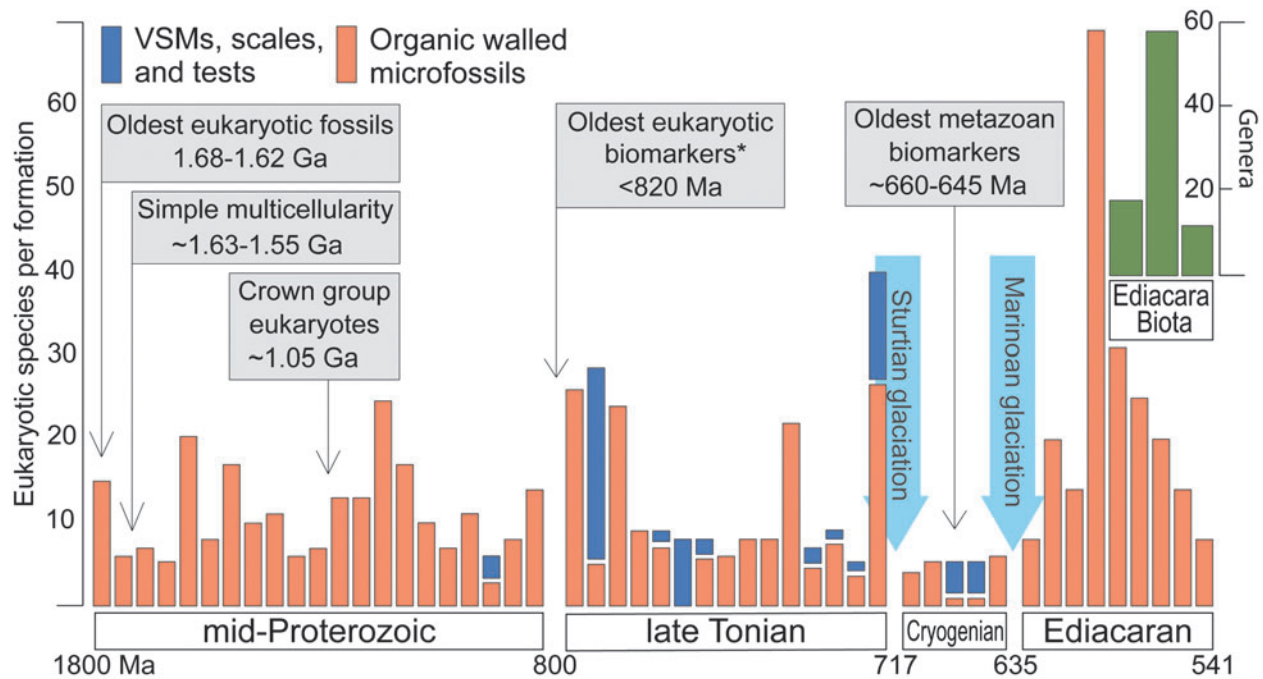 VSMs, scales,
and tests
Organic walled
microfossils
Eukaryotic species per formation
60
50
40
30
20
10
Oldest eukaryotic fossils
1.68-1.62 Ga
Simple multicellularity
~1.63-1.55 Ga
Crown group
eukaryotes
~1.05 Ga
Oldest eukaryotic
biomarkers*
<820 Ma
Oldest metazoan
biomarkers
~660-645 Ma
Sturtian glaciation
Marinoan glaciation
60
40
20
Genera
Ediacara
Biota
mid-Proterozoic
late Tonian
Cryogenian
Ediacaran
1800 Ma
800
717
635
541